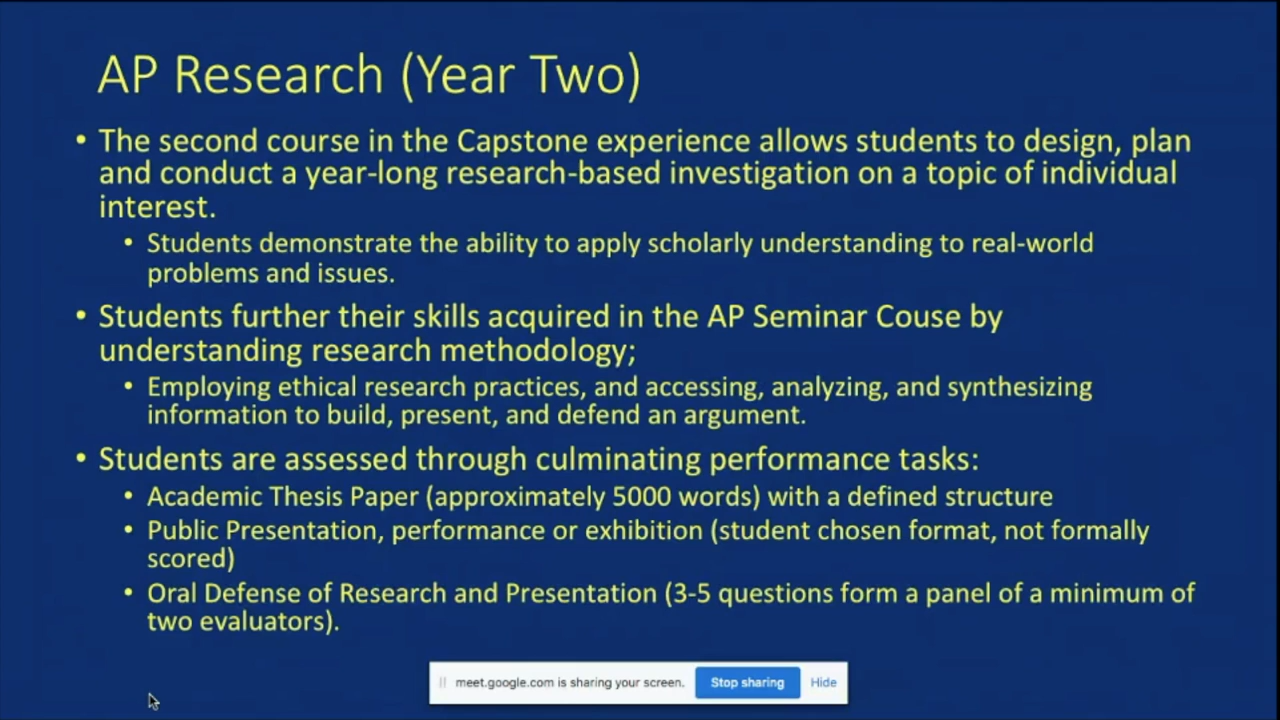 AP Research (Year Two)
• The second course in the Capstone experience allows students to design, plan
and conduct a year-long research-based investigation on a topic of individual
interest.
• Students demonstrate the ability to apply scholarly understanding to real-world
problems and issues.
• Students further their skills acquired in the AP Seminar Couse by
understanding research methodology;
• Employing ethical research practices, and accessing, analyzing, and synthesizing
information to build, present, and defend an argument.
• Students are assessed through culminating performance tasks:
• Academic Thesis Paper (approximately 5000 words) with a defined structure
• Public Presentation, performance or exhibition (student chosen format, not formally
scored)
• Oral Defense of Research and Presentation (3-5 questions form a panel of a minimum of
two evaluators).
meet.google.com is sharing your screen. Stop sharing Hide